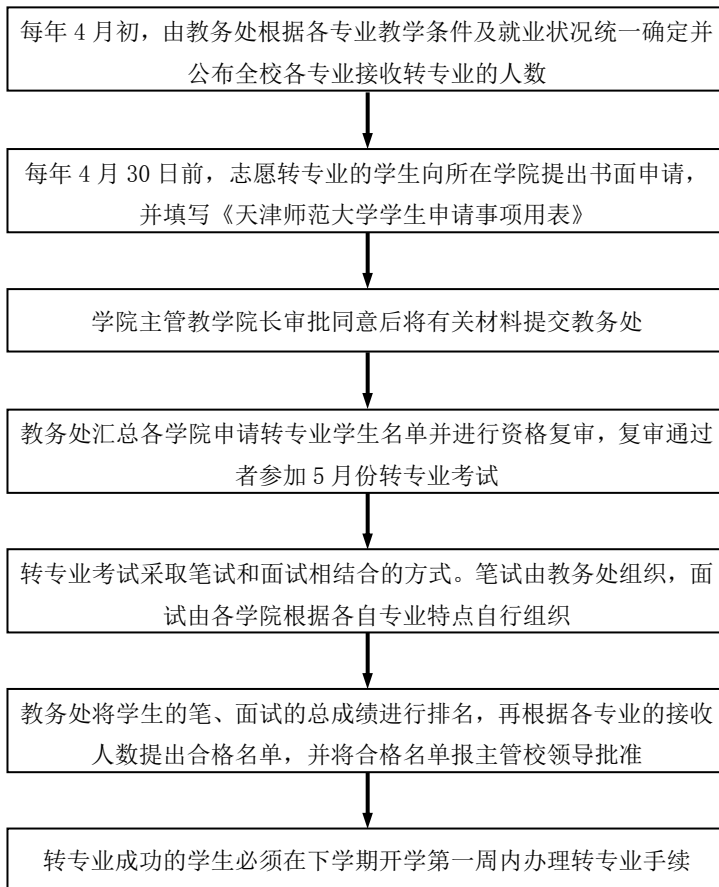 每年 4 月初，由教务处根据各专业教学条件及就业状况统一确定并
公布全校各专业接收转专业的人数
每年 4 月 30 日前，志愿转专业的学生向所在学院提出书面申请，
并填写《天津师范大学学生申请事项用表》
学院主管教学院长审批同意后将有关材料提交教务处
教务处汇总各学院申请转专业学生名单并进行资格复审，复审通过
者参加 5 月份转专业考试
转专业考试采取笔试和面试相结合的方式。笔试由教务处组织，面
试由各学院根据各自专业特点自行组织
教务处将学生的笔、面试的总成绩进行排名，再根据各专业的接收
人数提出合格名单，并将合格名单报主管校领导批准
转专业成功的学生必须在下学期开学第一周内办理转专业手续